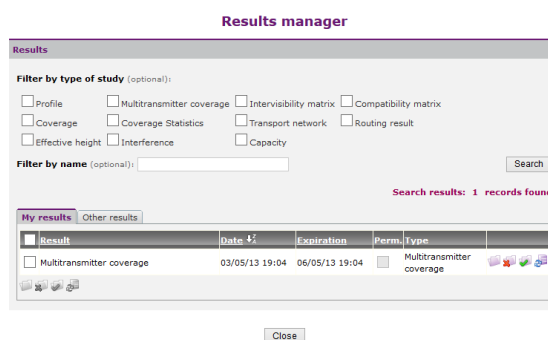 Results manager
Results
Filter by type of study (optional):
Profile Multitransmitter coverage Intervisibility matrix Compatibility matrix
Coverage Coverage Statistics Transport network Routing result
Effective height Interference Capacity
Filter by name (optional): Search
Search results: 1 records found
My results Other results
Result Date Expiration Perm. Type
Multitransmitter coverage 03/05/13 19:04 06/05/13 19:04 Multitransmitter
coverage
Close